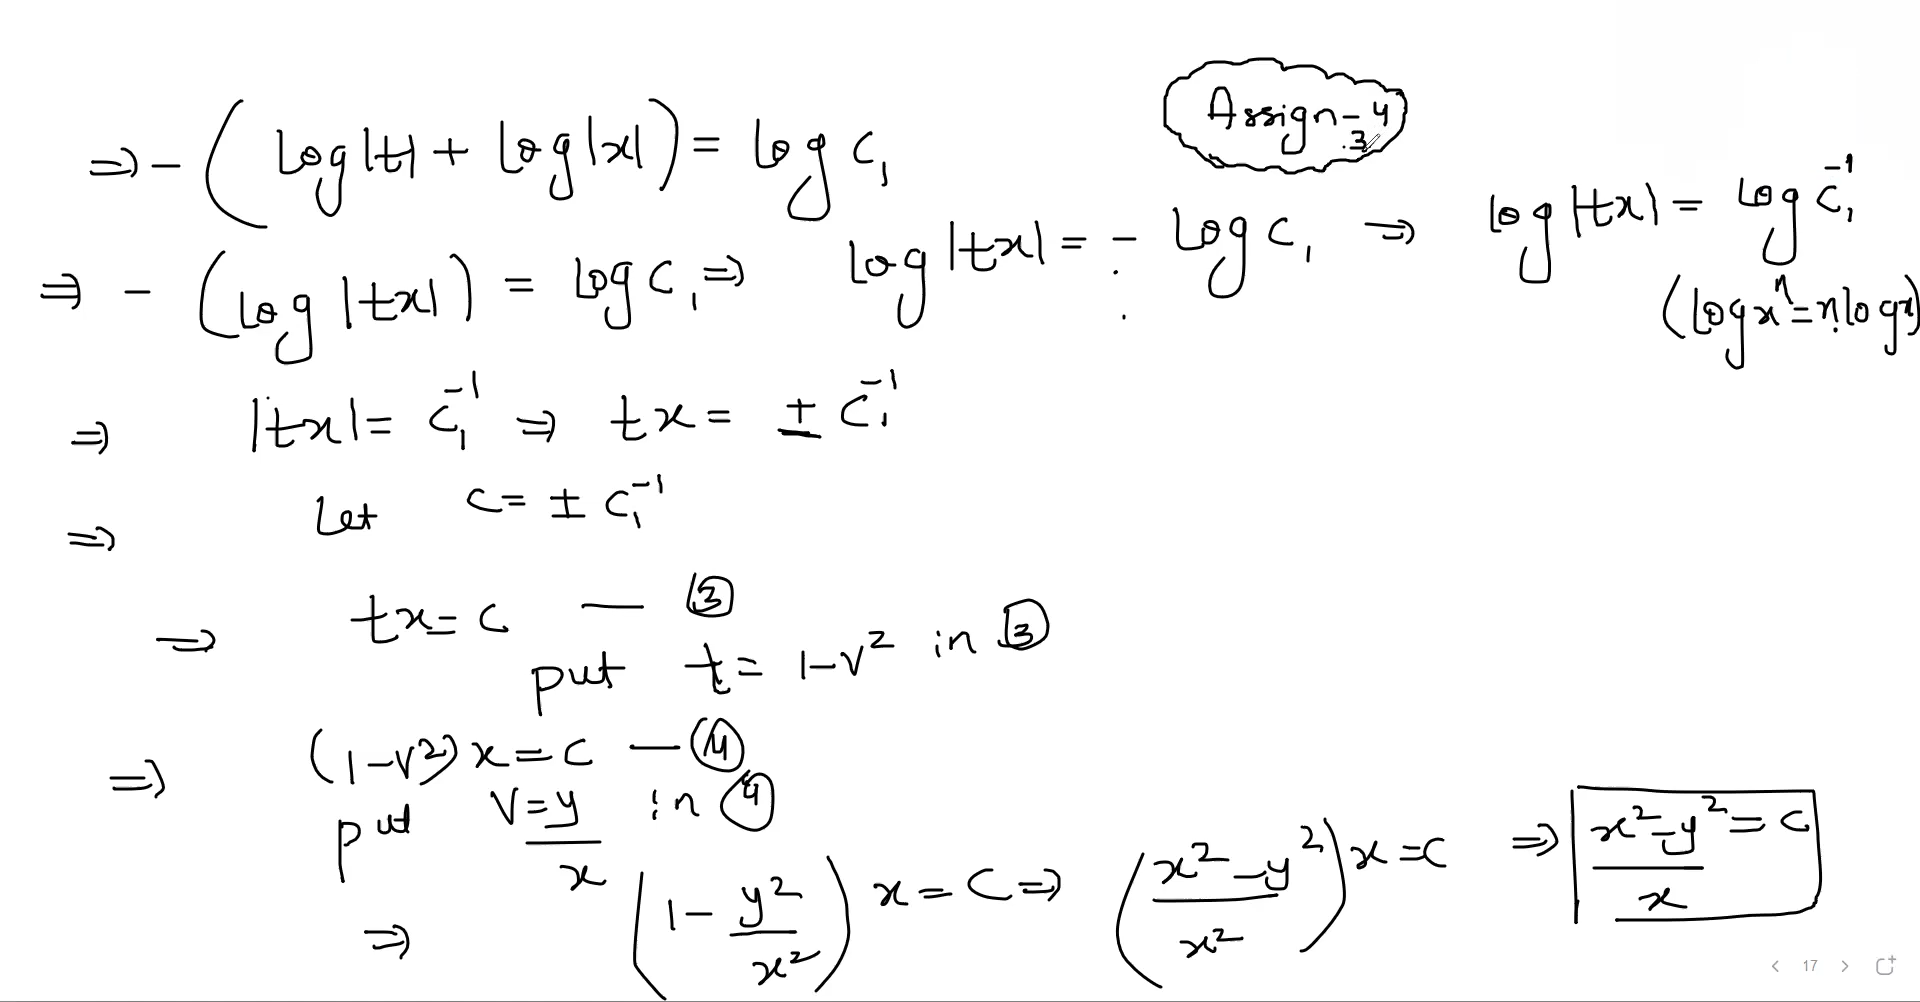 Assign-4
.3
⇒ - (log|t| + log|x|) = log c₁
⇒ - (log|tx|) = log c₁ ⇒ log|tx| = - log c₁ ⇒ log|tx| = log c₁⁻¹
(log xⁿ = n log x)
⇒ |tx| = c₁⁻¹ ⇒ tx = ± c₁⁻¹
⇒ Let c = ± c₁⁻¹
⇒ tx = c — ③
put t = 1-v² in ③
⇒ (1-v²)x = c — ④
put v = y/x in ④
⇒ (1 - y²/x²) x = c ⇒ ((x²-y²)/x²) x = c ⇒ (x²-y²)/x = c
17